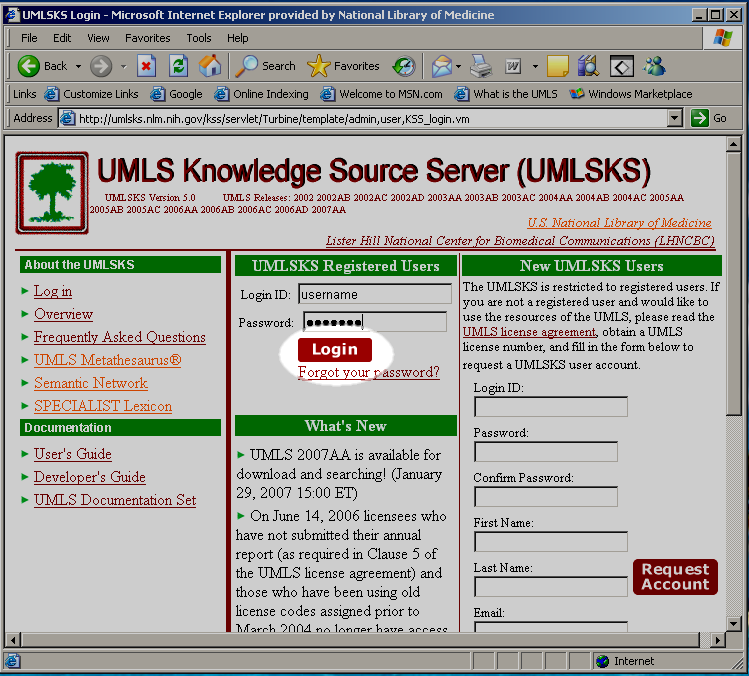 UMLSKS Login - Microsoft Internet Explorer provided by National Library of Medicine
File Edit View Favorites Tools Help
Back Search Favorites
Links Customize Links Google Online Indexing Welcome to MSN.com What is the UMLS Windows Marketplace
Address http://umlsks.nlm.nih.gov/kss/servlet/Turbine/template/admin,user,KSS_login.vm Go
UMLS Knowledge Source Server (UMLSKS)
UMLSKS Version 5.0 UMLS Releases: 2002 2002AB 2002AC 2002AD 2003AA 2003AB 2003AC 2004AA 2004AB 2004AC 2005AA
2005AB 2005AC 2006AA 2006AB 2006AC 2006AD 2007AA
U.S. National Library of Medicine
Lister Hill National Center for Biomedical Communications (LHNCBC)
About the UMLSKS
Log in
Overview
Frequently Asked Questions
UMLS Metathesaurus®
Semantic Network
SPECIALIST Lexicon
Documentation
User's Guide
Developer's Guide
UMLS Documentation Set
UMLSKS Registered Users
Login ID: username
Password: •••••••
Login
Forgot your password?
What's New
UMLS 2007AA is available for
download and searching! (January
29, 2007 15:00 ET)
On June 14, 2006 licensees who
have not submitted their annual
report (as required in Clause 5 of
the UMLS license agreement) and
those who have been using old
license codes assigned prior to
March 2004 no longer have access
New UMLSKS Users
The UMLSKS is restricted to registered users. If
you are not a registered user and would like to
use the resources of the UMLS, please read the
UMLS license agreement, obtain a UMLS
license number, and fill in the form below to
request a UMLSKS user account.
Login ID:
Password:
Confirm Password:
First Name:
Last Name:
Request
Account
Email:
Internet